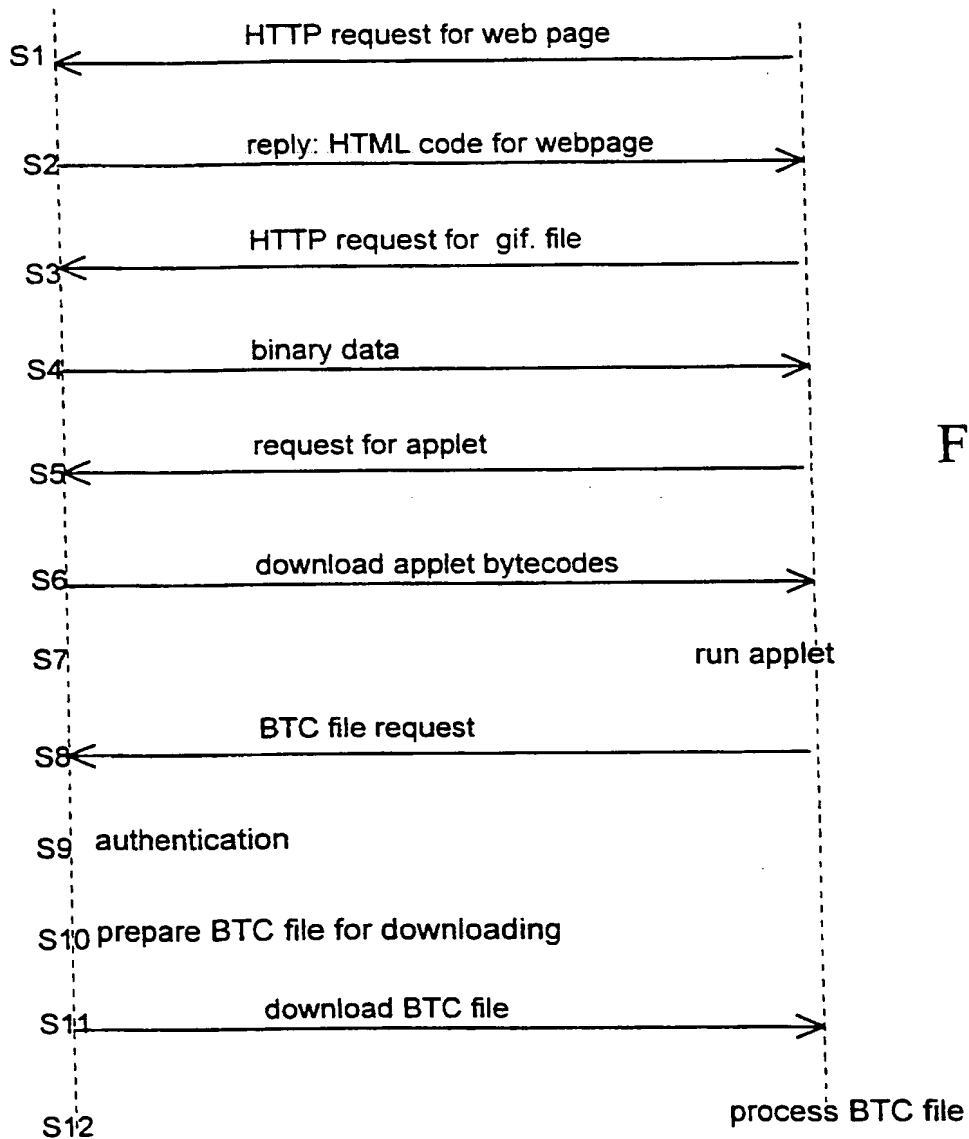 HTTP request for web page
S1
reply: HTML code for webpage
S2
HTTP request for gif. file
S3
binary data
S4
request for applet
S5
F
download applet bytecodes
S6
S7 run applet
BTC file request
S8
S9 authentication
S10 prepare BTC file for downloading
download BTC file
S11
process BTC file
S12